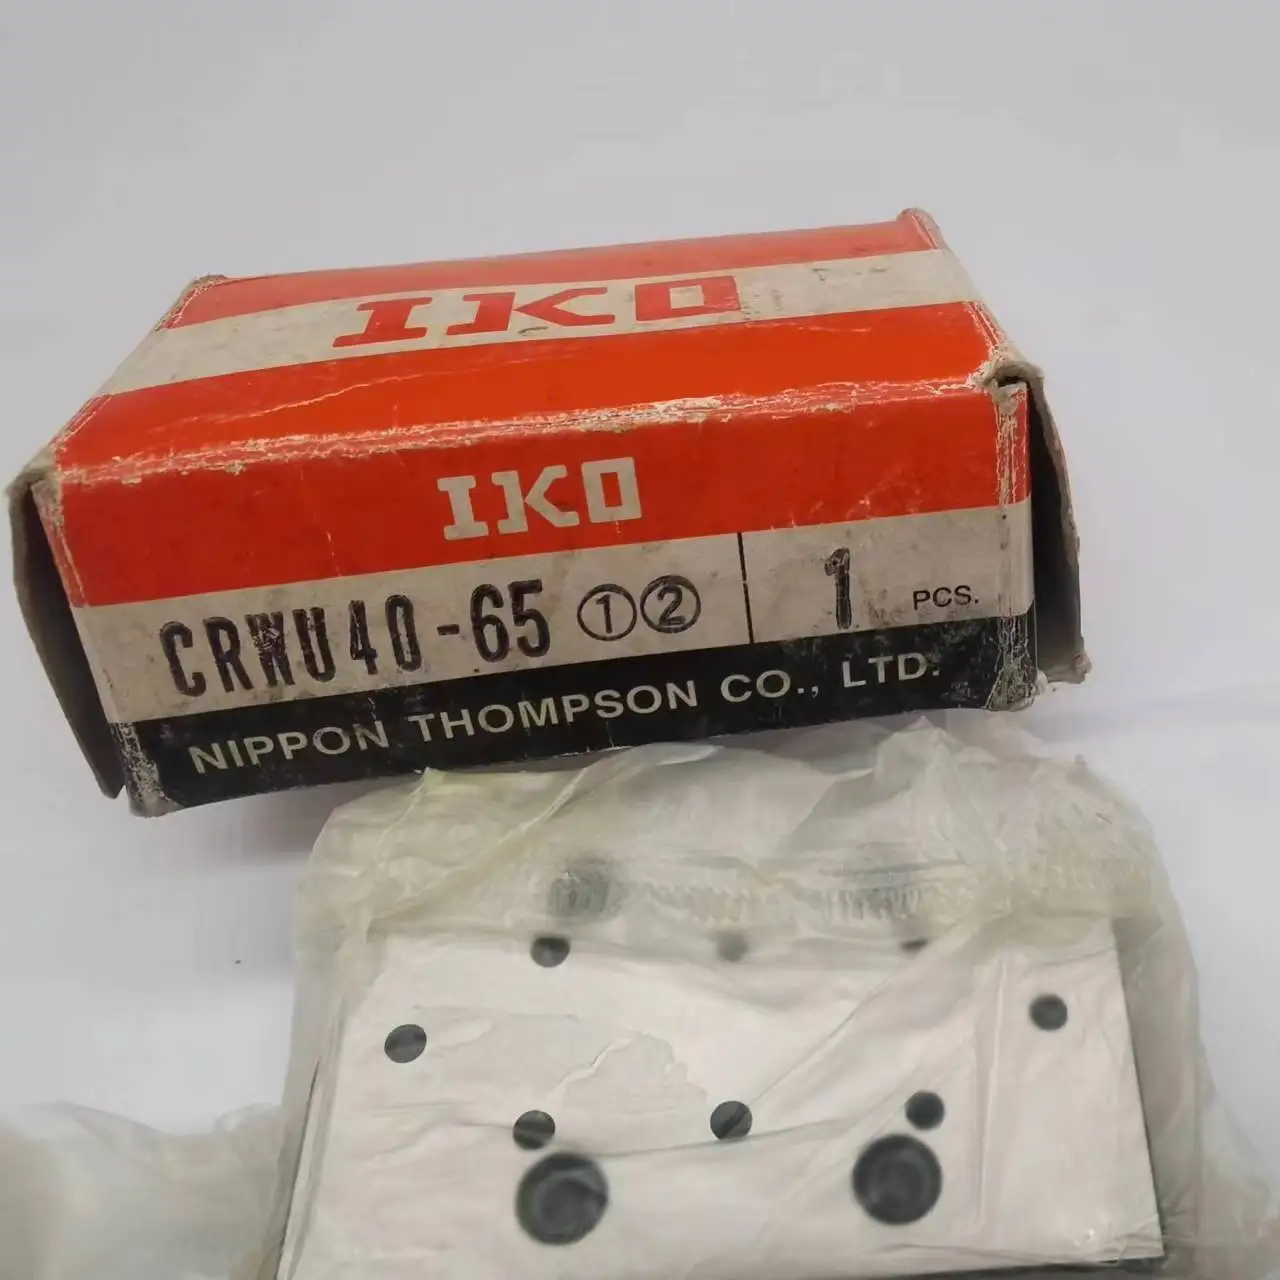 IKO
IKO
CRWU40-65 ①② 1 PCS.
NIPPON THOMPSON CO., LTD.